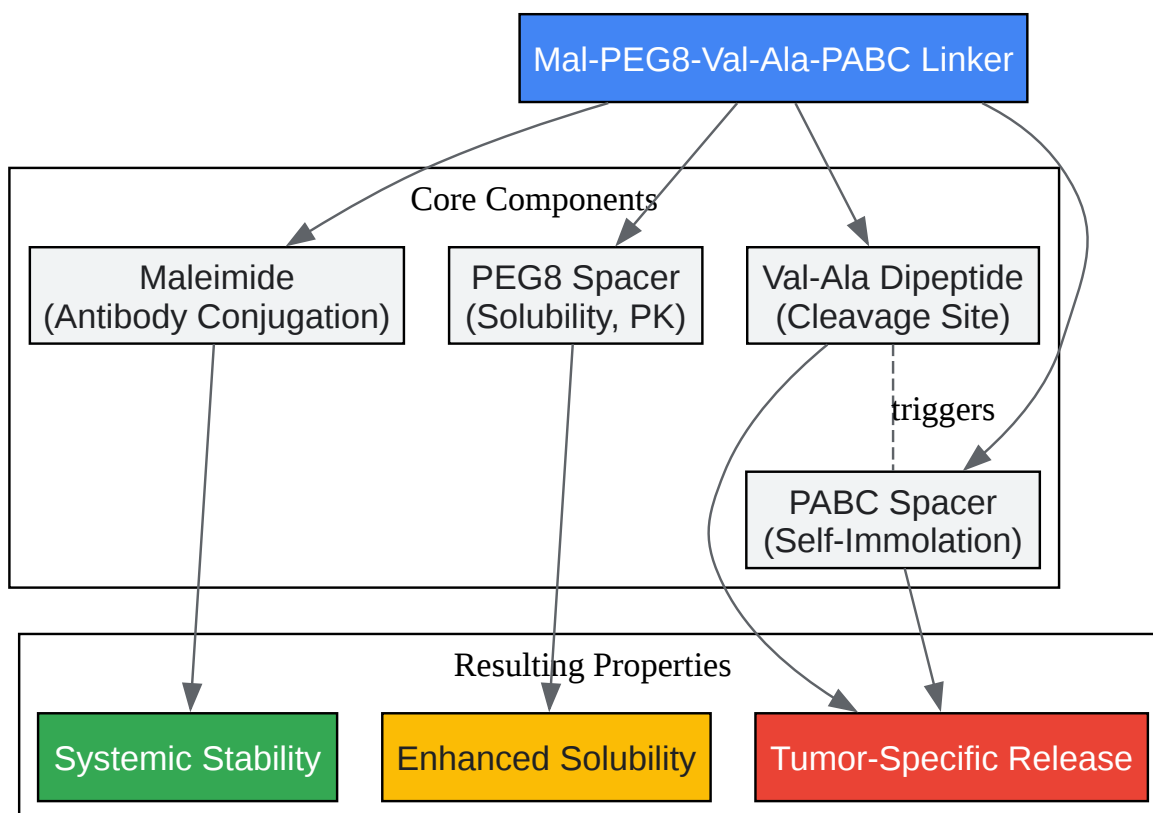 Mal-PEG8-Val-Ala-PABC Linker
Core Components
Maleimide
(Antibody Conjugation)
PEG8 Spacer
(Solubility, PK)
Val-Ala Dipeptide
(Cleavage Site)
triggers
PABC Spacer
(Self-Immolation)
Resulting Properties
Systemic Stability
Enhanced Solubility
Tumor-Specific Release